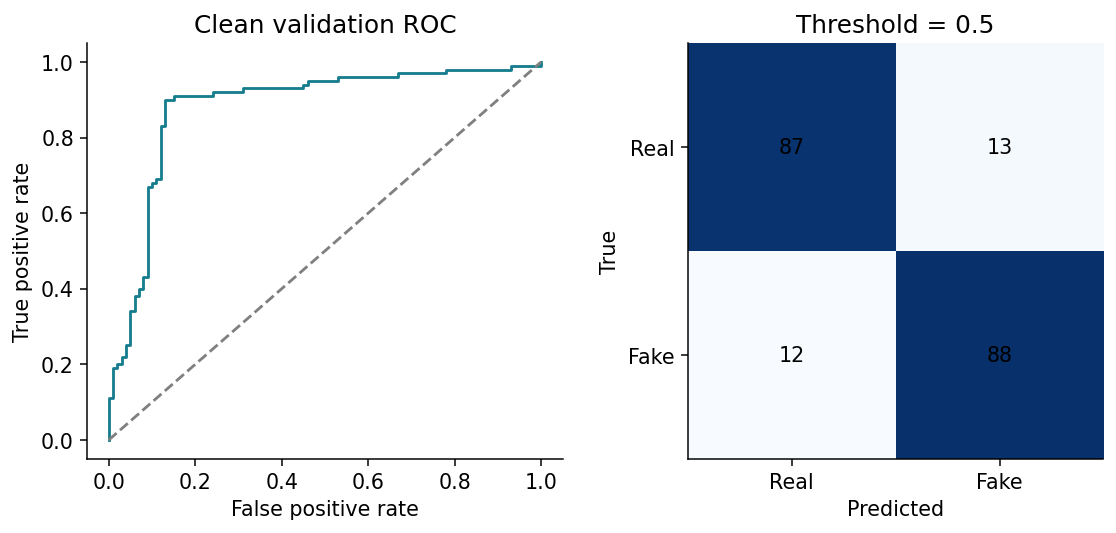 Clean validation ROC
True positive rate
1.0
0.8
0.6
0.4
0.2
0.0
0.0 0.2 0.4 0.6 0.8 1.0
False positive rate
Threshold = 0.5
True
Real 87 13
Fake 12 88
Real Fake
Predicted